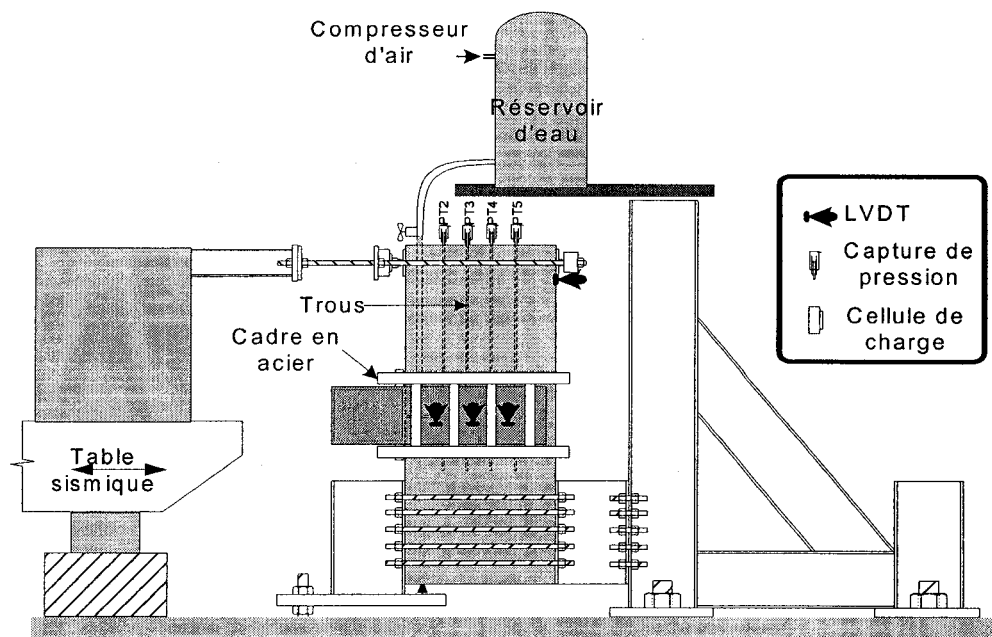 Compresseur
d'air
Réservoir
d'eau
PT2
PT3
PT4
PT5
LVDT
Capture de
pression
Cellule de
charge
Trous
Cadre en
acier
Table
sismique